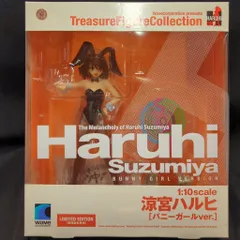 TreasureFigureCollection
The Melancholy of Haruhi Suzumiya
Haruhi
Suzumiya
BUNNY GIRL VERSION
1:10scale
涼宮ハルヒ
[バニーガールver.]
WAVE
LIMITED EDITION